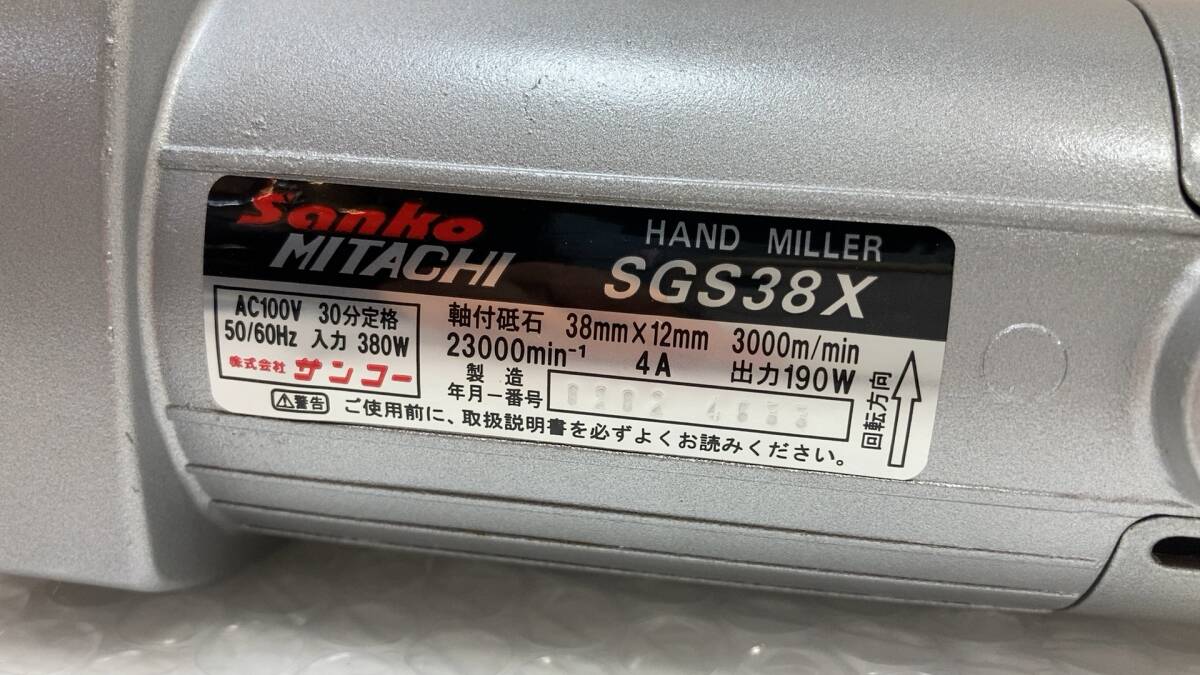 Sanko
MITACHI
HAND MILLER
SGS38X
AC100V 30分定格
50/60Hz 入力 380W
株式会社 サンコー
軸付砥石 38mm×12mm 3000m/min
23000min⁻¹ 4A 出力190W
製造
年月ー番号
回転方向
⚠警告 ご使用前に、取扱説明書を必ずよくお読みください。